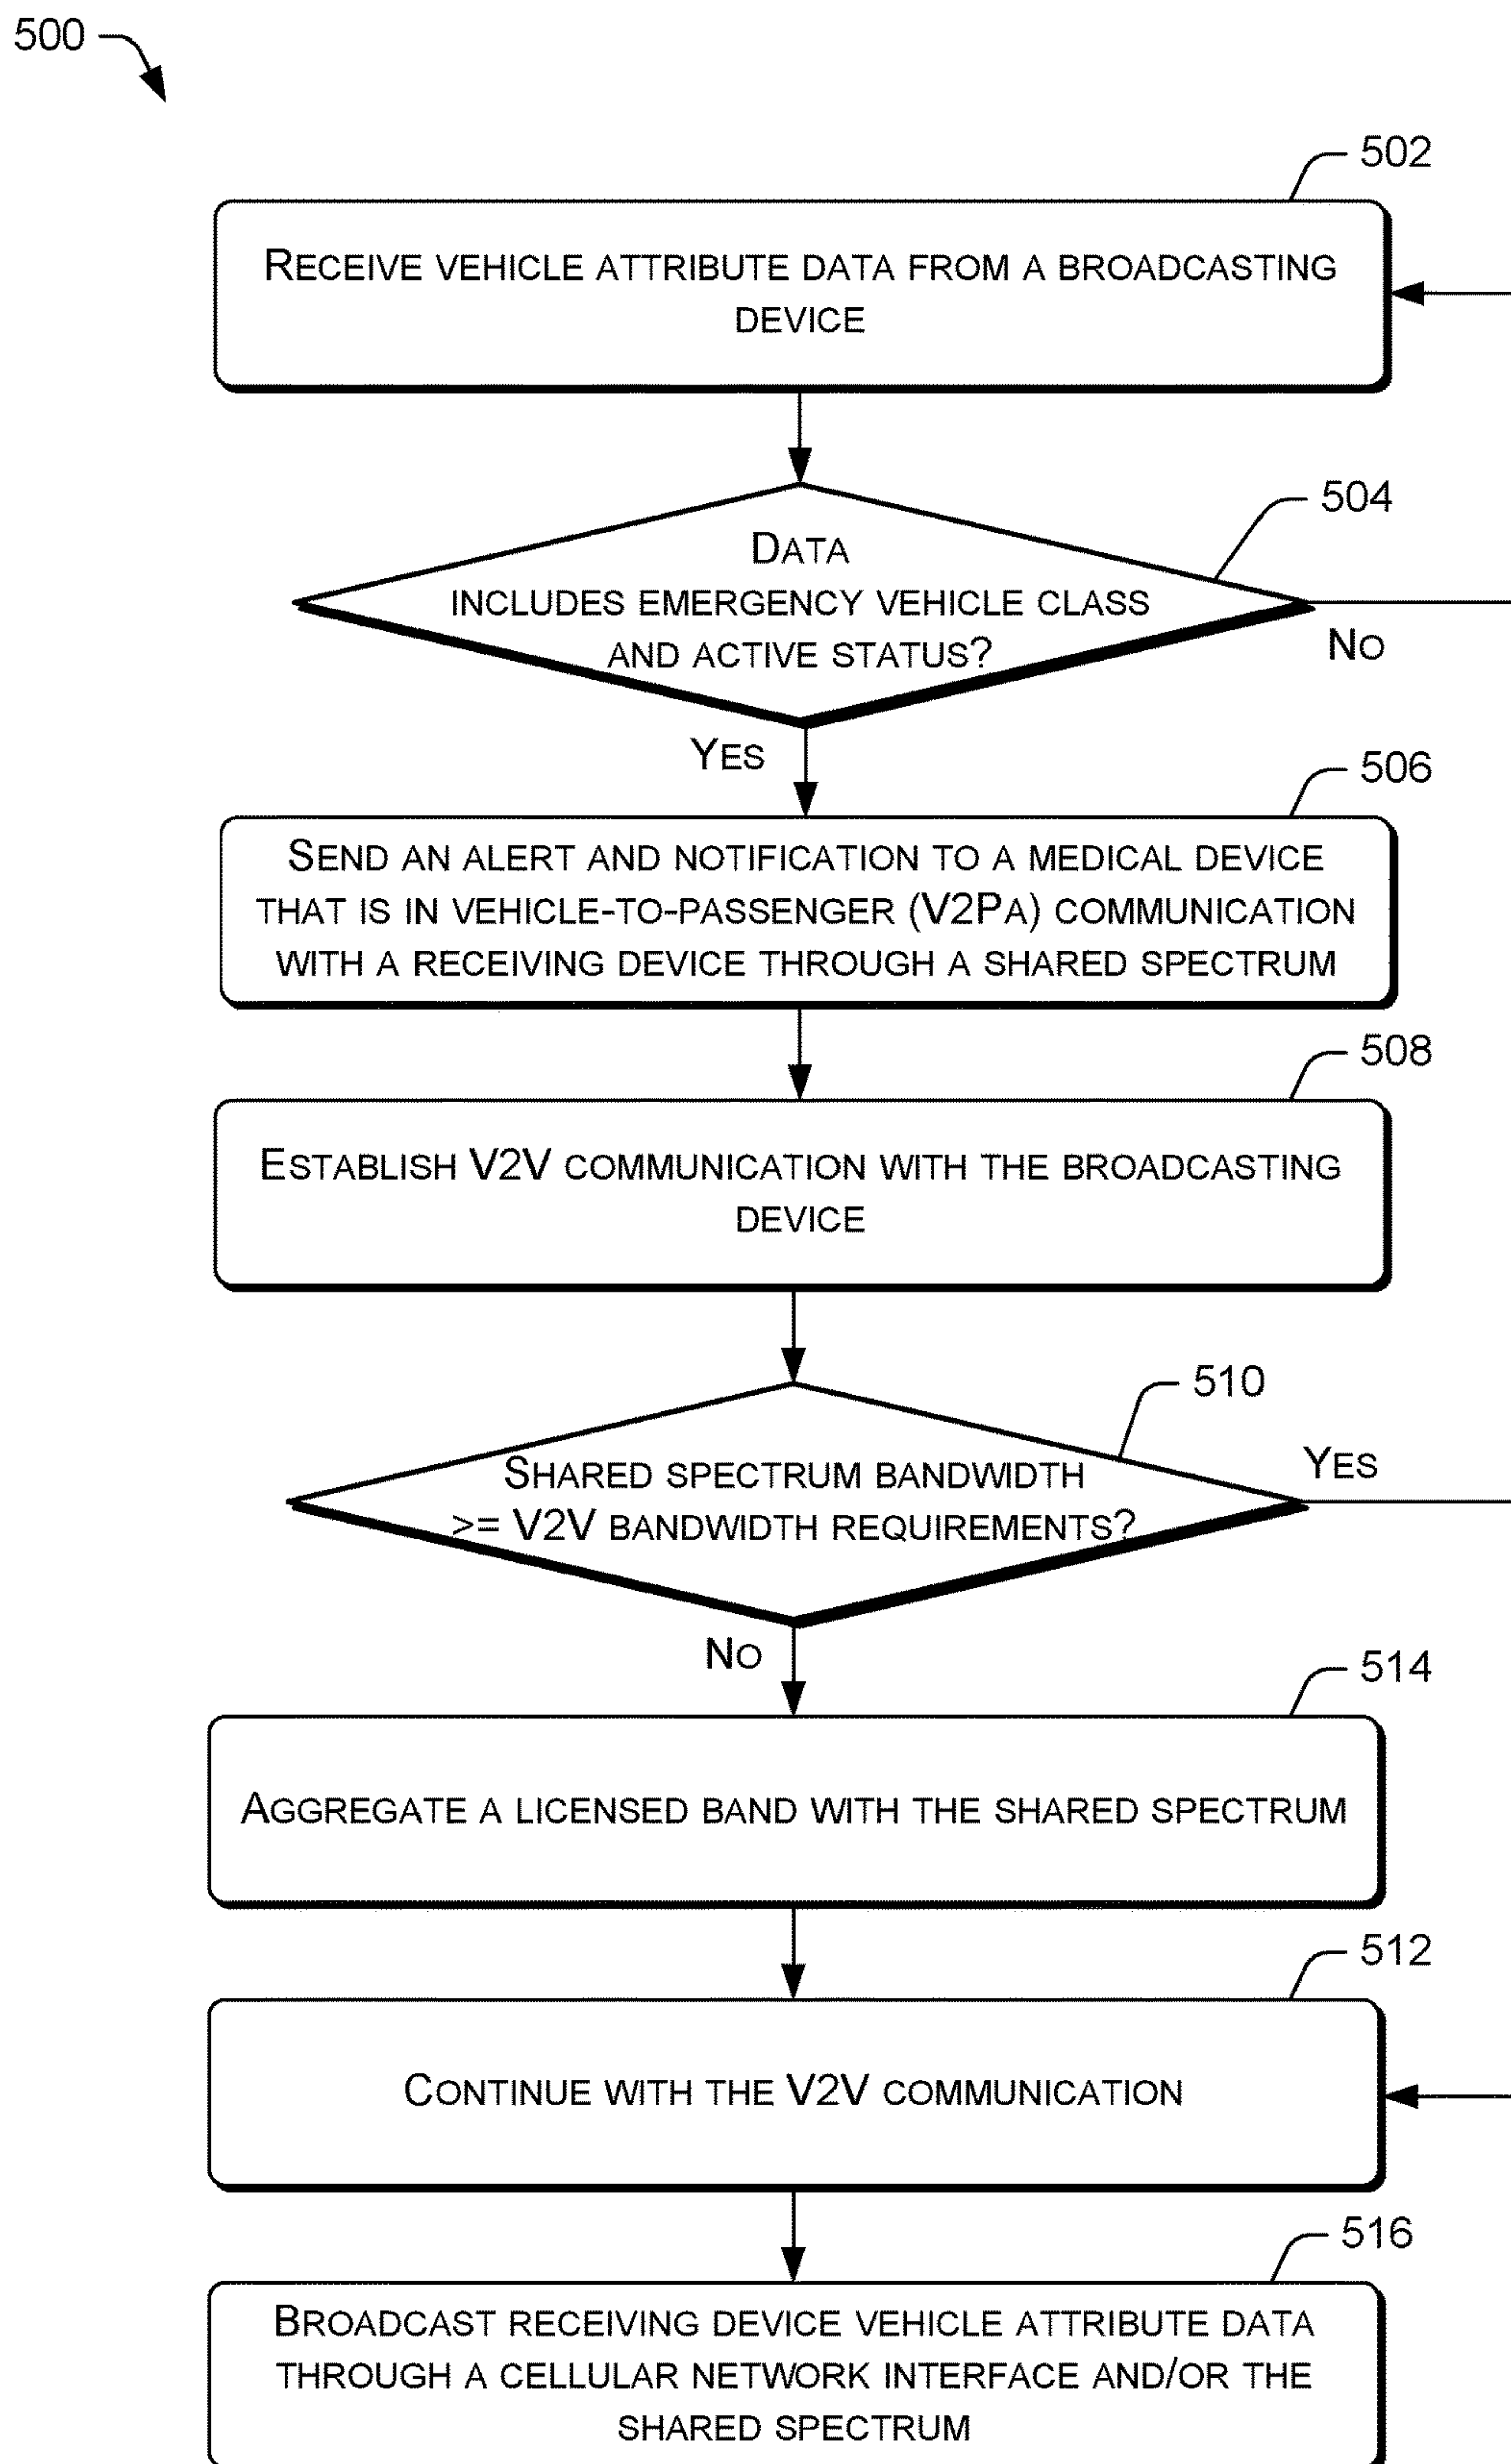 500
502
Receive vehicle attribute data from a broadcasting
device
504
Data
includes emergency vehicle class
and active status?
No
Yes
506
Send an alert and notification to a medical device
that is in vehicle-to-passenger (V2Pa) communication
with a receiving device through a shared spectrum
508
Establish V2V communication with the broadcasting
device
510
Shared spectrum bandwidth
>= V2V bandwidth requirements?
Yes
No
514
Aggregate a licensed band with the shared spectrum
512
Continue with the V2V communication
516
Broadcast receiving device vehicle attribute data
through a cellular network interface and/or the
shared spectrum